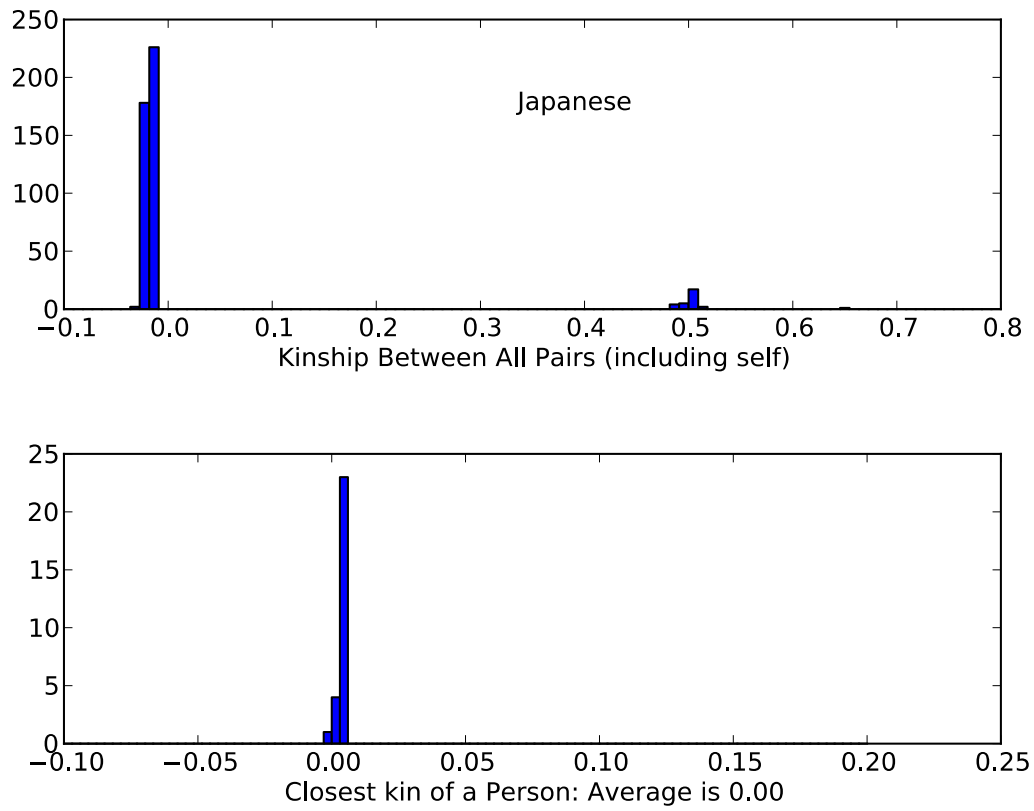 250
200
150
100
50
0
Japanese
−0.1 0.0 0.1 0.2 0.3 0.4 0.5 0.6 0.7 0.8
Kinship Between All Pairs (including self)
25
20
15
10
5
0
−0.10 −0.05 0.00 0.05 0.10 0.15 0.20 0.25
Closest kin of a Person: Average is 0.00